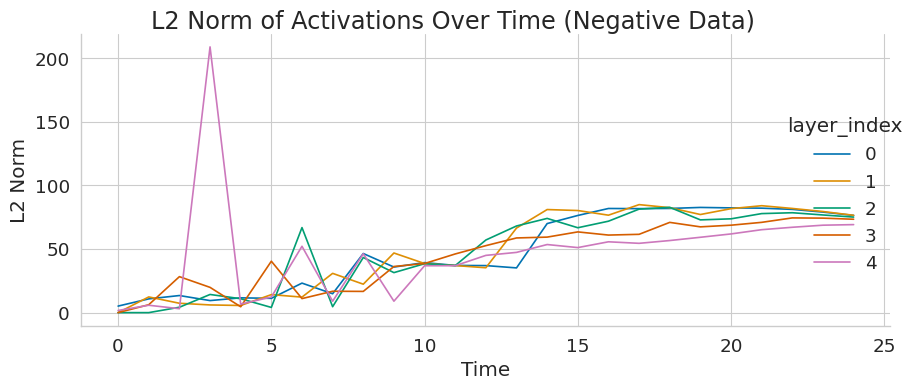 L2 Norm of Activations Over Time (Negative Data)
L2 Norm
200
150
100
50
0
0 5 10 15 20 25
Time
layer_index
0
1
2
3
4